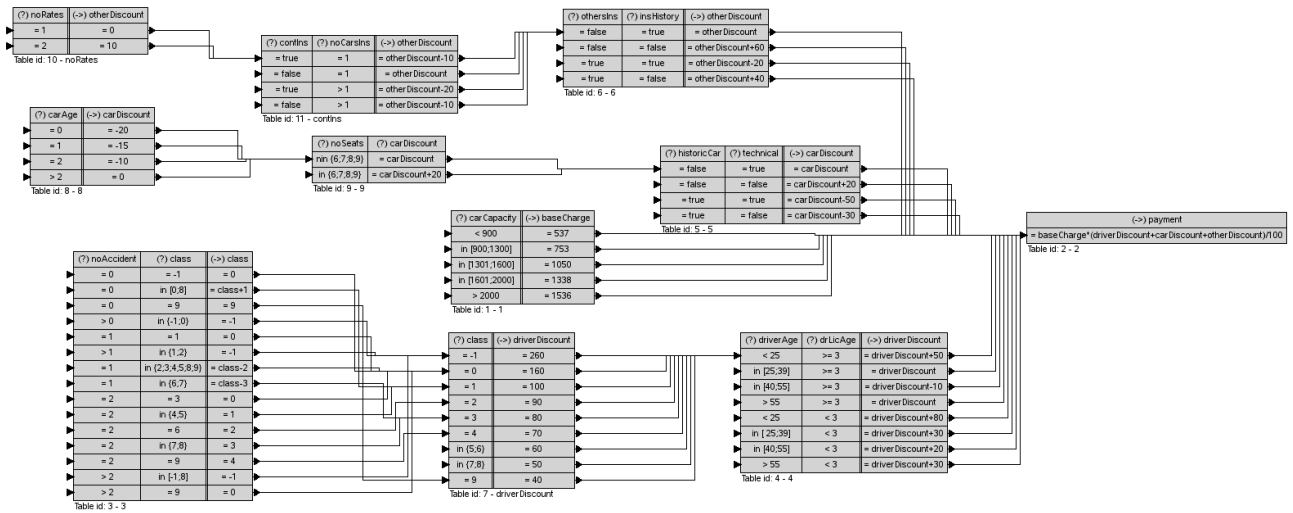 (?) noRates (->) otherDiscount
= 1 = 0
= 2 = 10
Table id: 10 - noRates
(?) contIns (?) noCarsIns (->) otherDiscount
= true = 1 = otherDiscount-10
= false = 1 = otherDiscount
= true > 1 = otherDiscount-20
= false > 1 = otherDiscount-10
Table id: 11 - contIns
(?) othersIns (?) insHistory (->) otherDiscount
= false = true = otherDiscount
= false = false = otherDiscount+60
= true = true = otherDiscount-20
= true = false = otherDiscount+40
Table id: 6 - 6
(?) carAge (->) carDiscount
= 0 = -20
= 1 = -15
= 2 = -10
> 2 = 0
Table id: 8 - 8
(?) noSeats (?) carDiscount
nin {6;7;8;9} = carDiscount
in {6;7;8;9} = carDiscount+20
Table id: 9 - 9
(?) historicCar (?) technical (->) carDiscount
= false = true = carDiscount
= false = false = carDiscount+20
= true = true = carDiscount-50
= true = false = carDiscount-30
Table id: 5 - 5
(?) carCapacity (->) baseCharge
< 900 = 537
in [900;1300] = 753
in [1301;1600] = 1050
in [1601;2000] = 1338
> 2000 = 1536
Table id: 1 - 1
(->) payment
= baseCharge*(driverDiscount+carDiscount+otherDiscount)/100
Table id: 2 - 2
(?) noAccident (?) class (->) class
= 0 = -1 = 0
= 0 in [0;8] = class+1
= 0 = 9 = 9
> 0 in {-1;0} = -1
= 1 = 1 = 0
> 1 in {1;2} = -1
= 1 in {2;3;4;5;8;9} = class-2
= 1 in {6;7} = class-3
= 2 = 3 = 0
= 2 in {4;5} = 1
= 2 = 6 = 2
= 2 in {7;8} = 3
= 2 = 9 = 4
> 2 in [-1;8] = -1
> 2 = 9 = 0
Table id: 3 - 3
(?) class (->) driverDiscount
= -1 = 260
= 0 = 160
= 1 = 100
= 2 = 90
= 3 = 80
= 4 = 70
in {5;6} = 60
in {7;8} = 50
= 9 = 40
Table id: 7 - driverDiscount
(?) driverAge (?) drLicAge (->) driverDiscount
< 25 >= 3 = driverDiscount+50
in [25;39] >= 3 = driverDiscount
in [40;55] >= 3 = driverDiscount-10
> 55 >= 3 = driverDiscount
< 25 < 3 = driverDiscount+80
in [ 25;39] < 3 = driverDiscount+30
in [40;55] < 3 = driverDiscount+20
> 55 < 3 = driverDiscount+30
Table id: 4 - 4